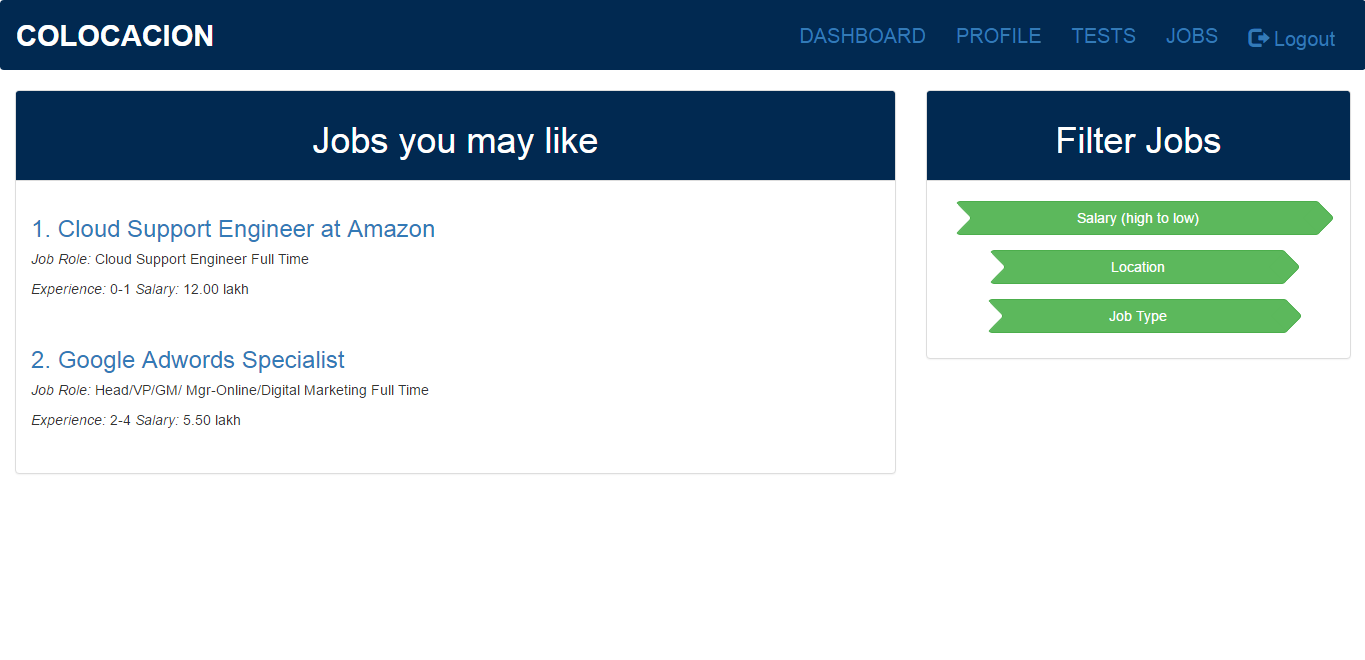 COLOCACION
DASHBOARD PROFILE TESTS JOBS Logout
Jobs you may like
1. Cloud Support Engineer at Amazon
Job Role: Cloud Support Engineer Full Time
Experience: 0-1 Salary: 12.00 lakh
2. Google Adwords Specialist
Job Role: Head/VP/GM/ Mgr-Online/Digital Marketing Full Time
Experience: 2-4 Salary: 5.50 lakh
Filter Jobs
Salary (high to low)
Location
Job Type